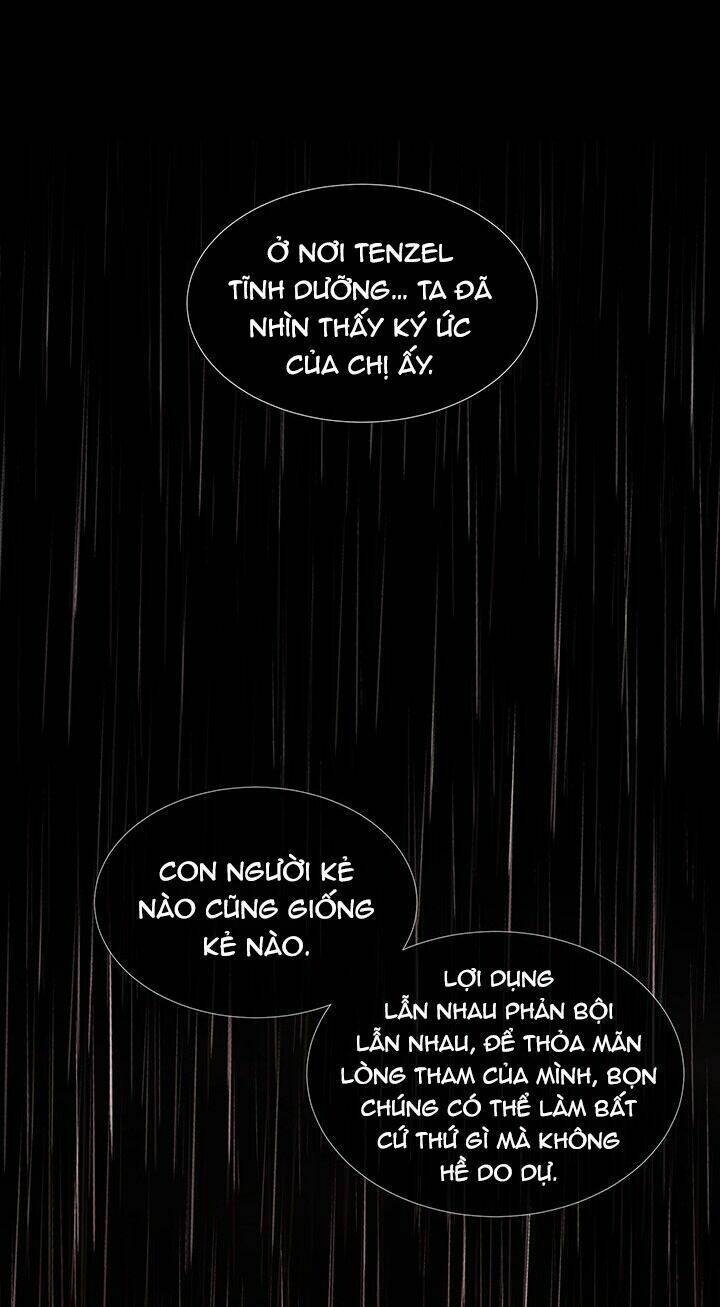 Ở NƠI TENZEL
TĨNH DƯỠNG... TA ĐÃ
NHÌN THẤY KÝ ỨC
CỦA CHỊ ẤY.
CON NGƯỜI KẺ
NÀO CŨNG GIỐNG
KẺ NÀO.
LỢI DỤNG
LẪN NHAU PHẢN BỘI
LẪN NHAU, ĐỂ THỎA MÃN
LÒNG THAM CỦA MÌNH, BỌN
CHÚNG CÓ THỂ LÀM BẤT
CỨ THỨ GÌ MÀ KHÔNG
HỀ DO DỰ.